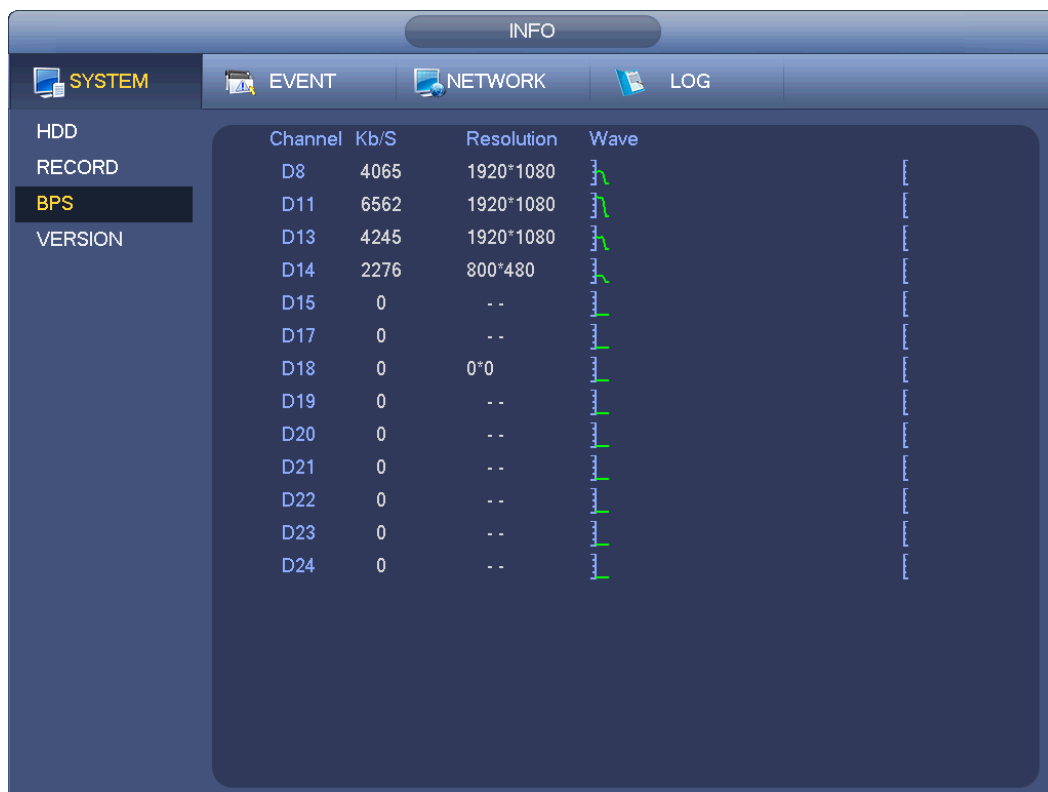 INFO
SYSTEM EVENT NETWORK LOG
HDD
RECORD
BPS
VERSION
Channel Kb/S Resolution Wave
D8 4065 1920*1080
D11 6562 1920*1080
D13 4245 1920*1080
D14 2276 800*480
D15 0 - -
D17 0 - -
D18 0 0*0
D19 0 - -
D20 0 - -
D21 0 - -
D22 0 - -
D23 0 - -
D24 0 - -